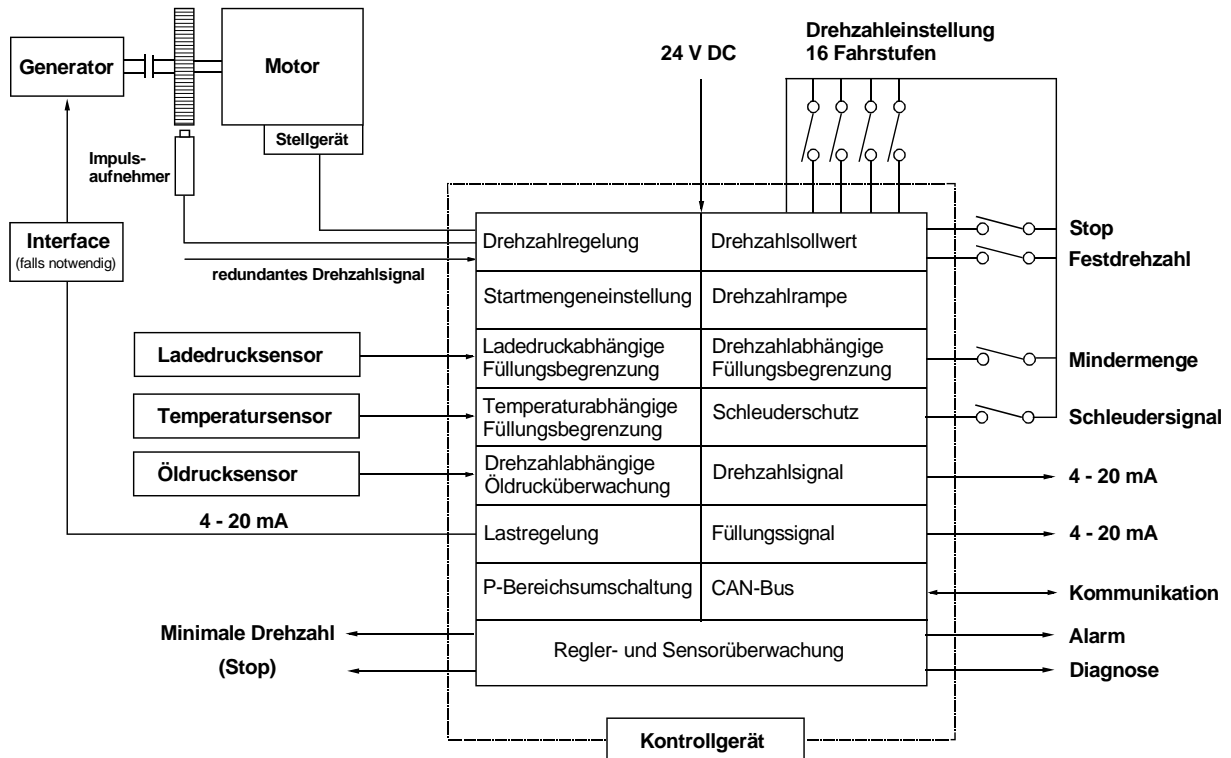 Drehzahleinstellung
16 Fahrstufen
24 V DC
Generator
Motor
Stellgerät
Impuls-
aufnehmer
Interface
(falls notwendig)
redundantes Drehzahlsignal
Drehzahlregelung
Drehzahlsollwert
Stop
Festdrehzahl
Startmengeneinstellung
Drehzahlrampe
Ladedrucksensor
Ladedruckabhängige
Füllungsbegrenzung
Drehzahlabhängige
Füllungsbegrenzung
Mindermenge
Temperatursensor
Temperaturabhängige
Füllungsbegrenzung
Schleuderschutz
Schleudersignal
Öldrucksensor
Drehzahlabhängige
Öldrucküberwachung
Drehzahlsignal
4 - 20 mA
4 - 20 mA
Lastregelung
Füllungssignal
4 - 20 mA
P-Bereichsumschaltung
CAN-Bus
Kommunikation
Minimale Drehzahl
(Stop)
Regler- und Sensorüberwachung
Alarm
Diagnose
Kontrollgerät